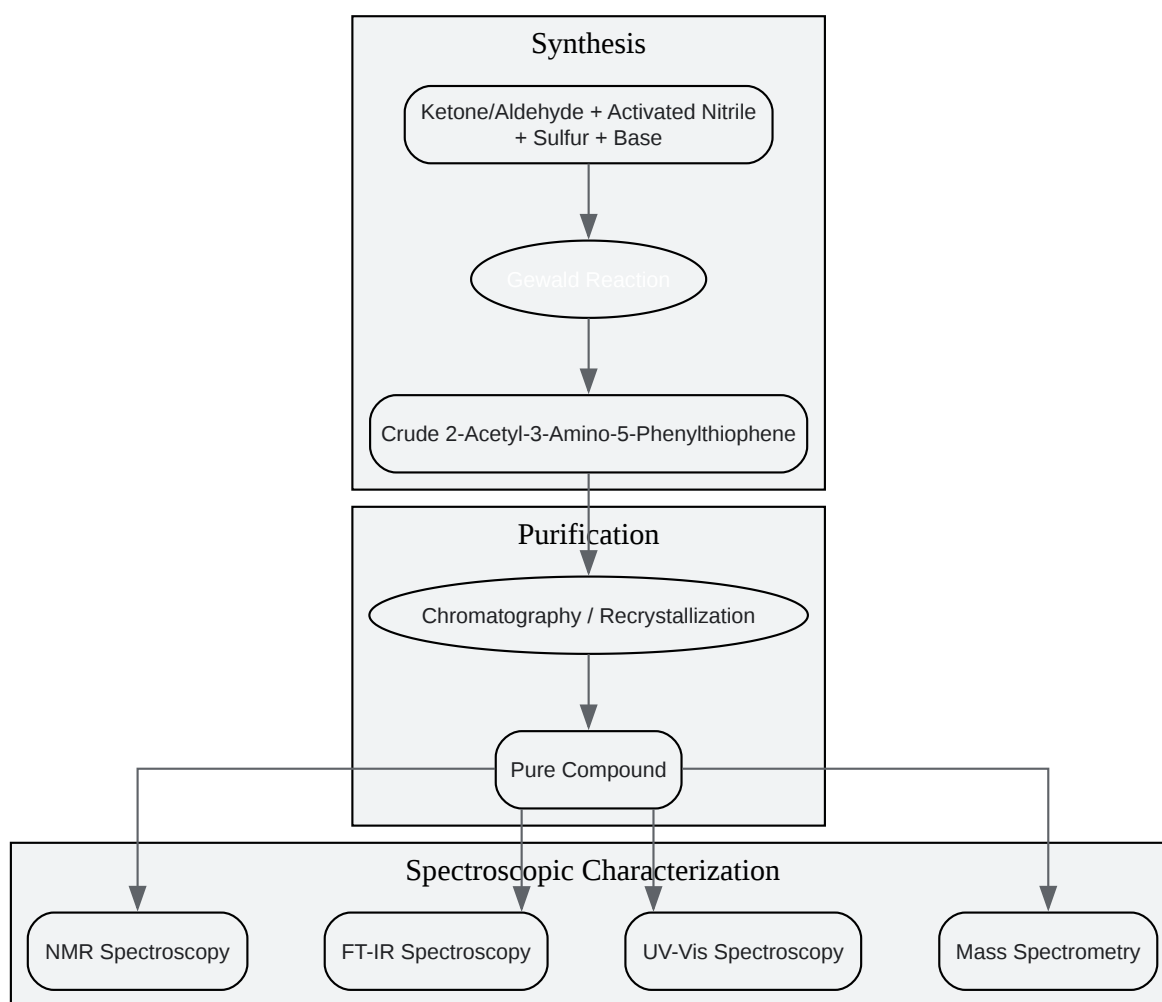 Synthesis
Ketone/Aldehyde + Activated Nitrile
+ Sulfur + Base
Gewald Reaction
Crude 2-Acetyl-3-Amino-5-Phenylthiophene
Purification
Chromatography / Recrystallization
Pure Compound
Spectroscopic Characterization
NMR Spectroscopy
FT-IR Spectroscopy
UV-Vis Spectroscopy
Mass Spectrometry